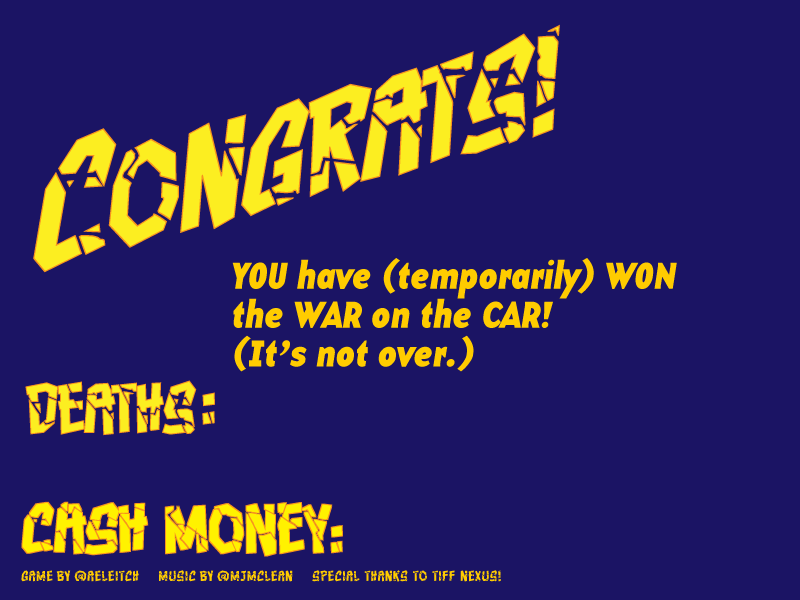 CONGRATS!
YOU have (temporarily) WON
the WAR on the CAR!
(It's not over.)
DEATHS:
CASH MONEY:
GAME BY @RELEITCH MUSIC BY @MJMCLEAN SPECIAL THANKS TO TIFF NEXUS!